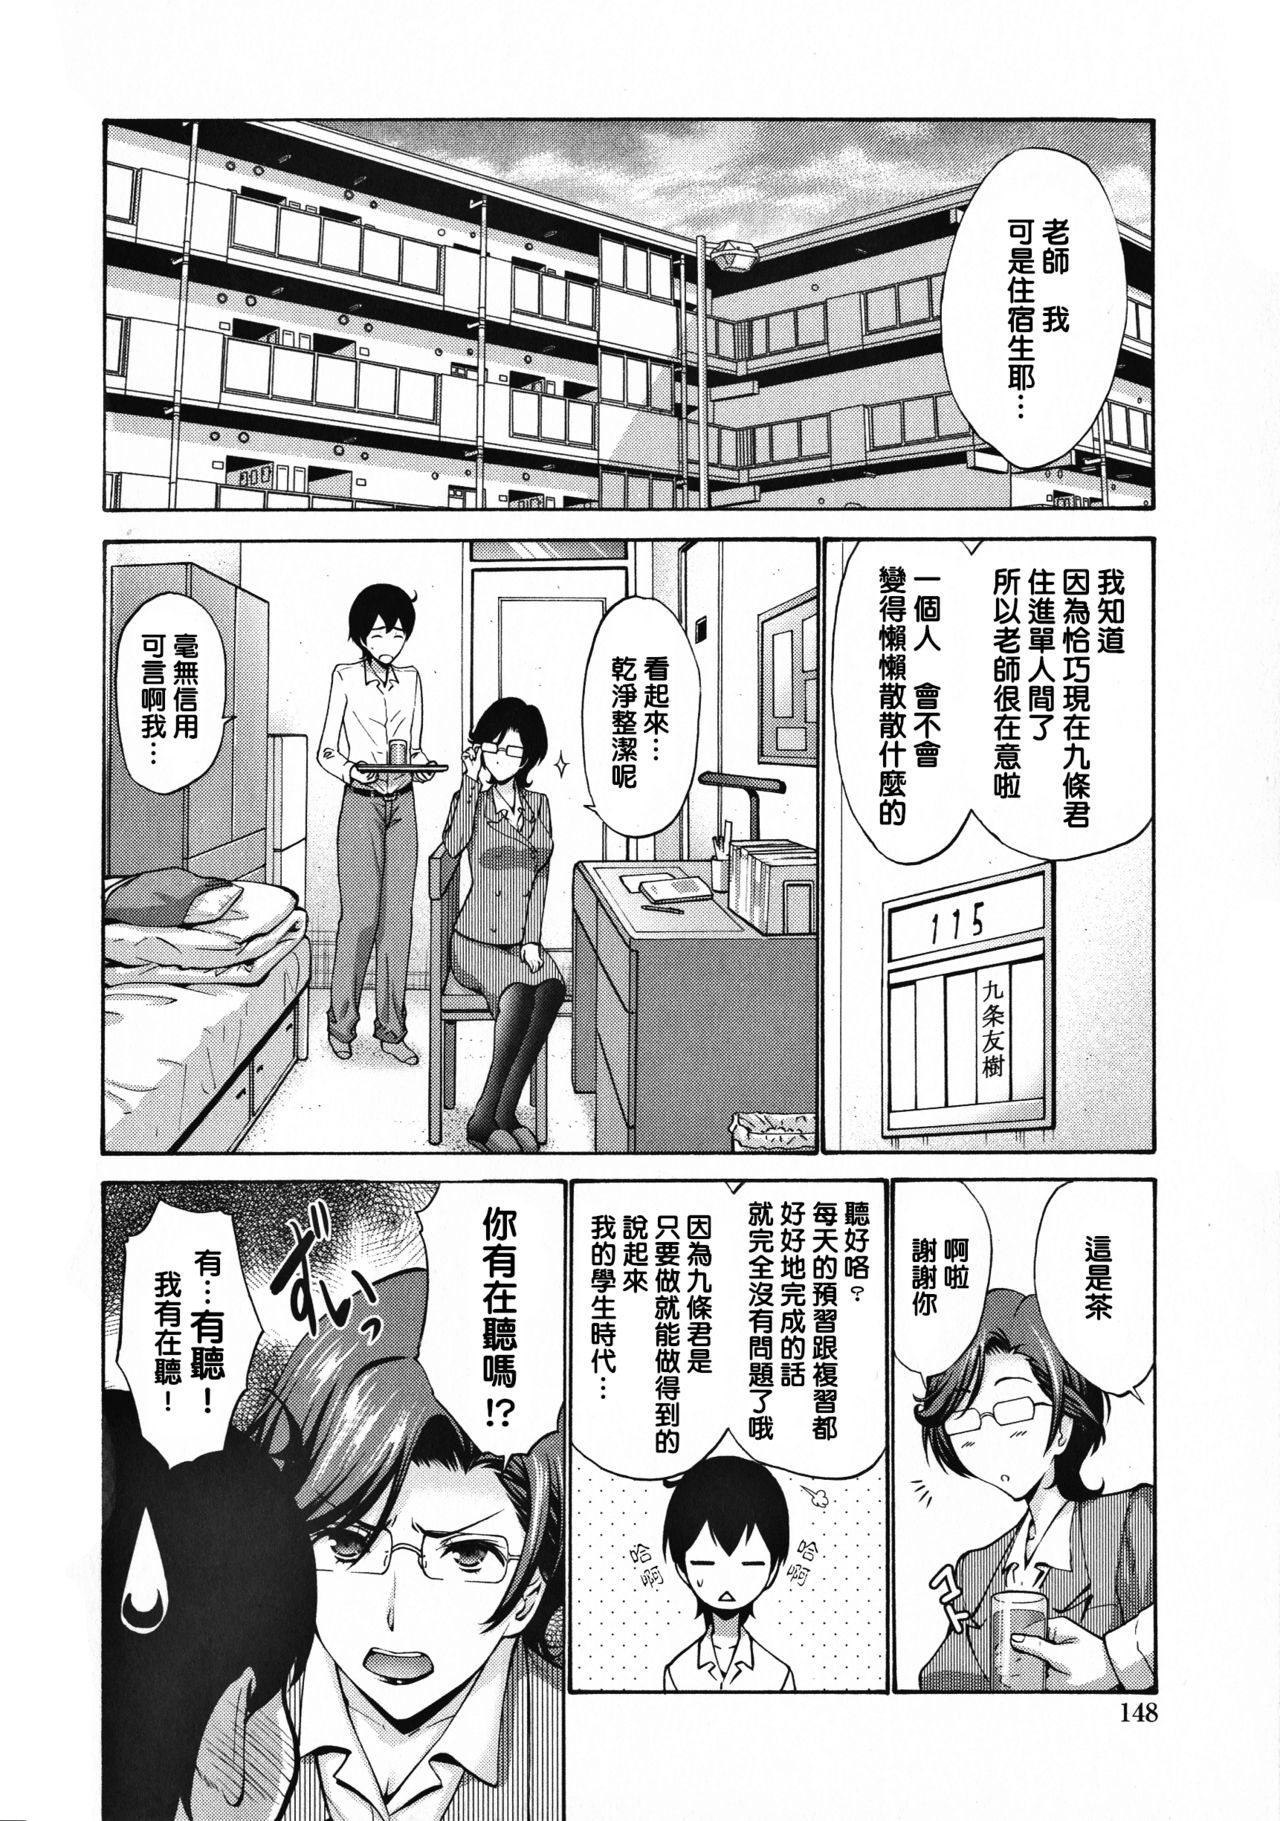 老師 我
可是住宿生耶…
我知道
因為恰巧現在九條君
住進單人間了
所以老師很在意啦
一個人 會不會
變得懶懶散散什麼的
115
九条友樹
看起來…
乾淨整潔呢
毫無信用
可言啊我…
這是茶
啊啦
謝謝你
コト
聽好咯?
每天的預習跟復習都
好好地完成的話
就完全沒有問題了哦
因為九條君是
只要做就能做得到的
說起來
我的學生時代…
哈啊
哈啊
你有在聽嗎!?
ずいっ
有…有聽!
我有在聽!
148